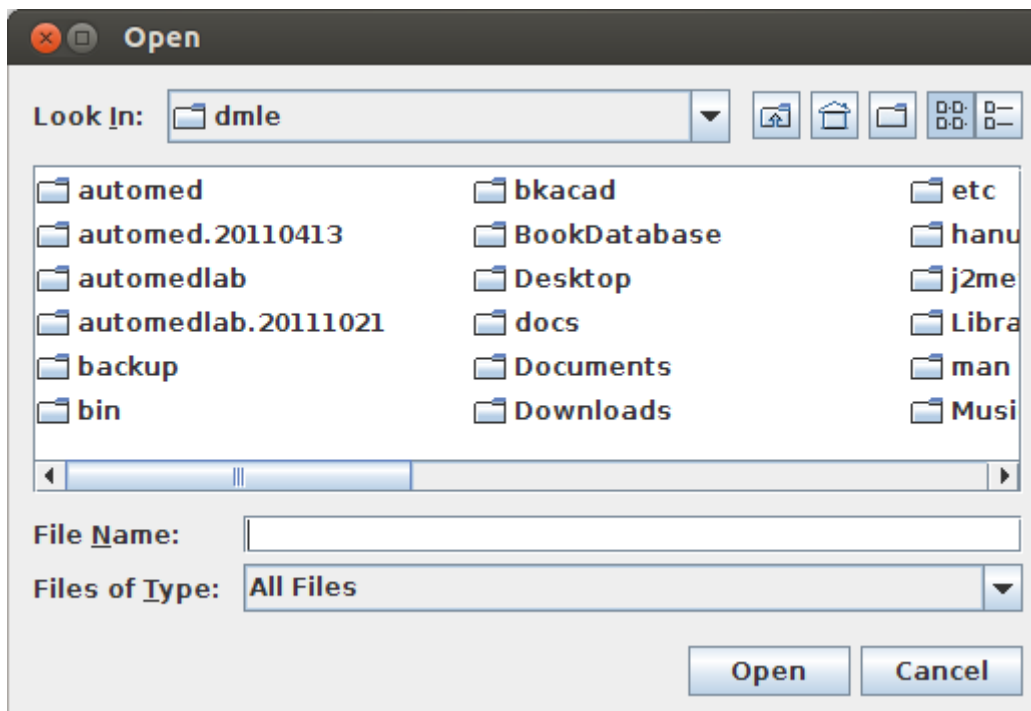 Open
Look In: dmle
automed bkacad etc
automed.20110413 BookDatabase hanu
automedlab Desktop j2me
automedlab.20111021 docs Libra
backup Documents man
bin Downloads Musi
File Name:
Files of Type: All Files
Open Cancel